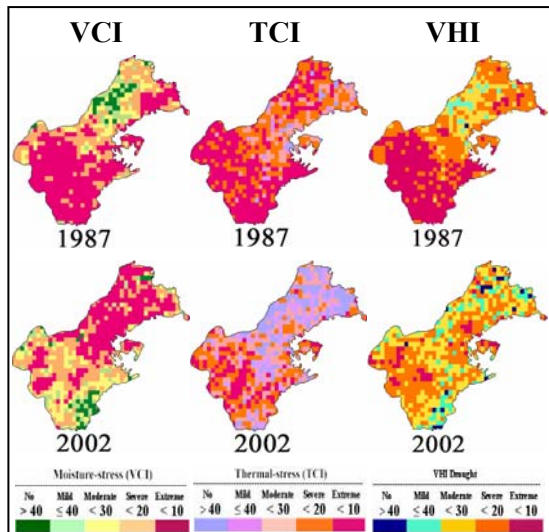 VCI TCI VHI
1987 1987 1987
2002 2002 2002
Moisture-stress (VCI) Thermal-stress (TCI) VHI Drought
No Mild Moderate Severe Extreme No Mild Moderate Severe Extreme No Mild Moderate Severe Extreme
> 40 ≤ 40 < 30 < 20 < 10 > 40 ≤ 40 < 30 < 20 < 10 > 40 ≤ 40 < 30 < 20 < 10